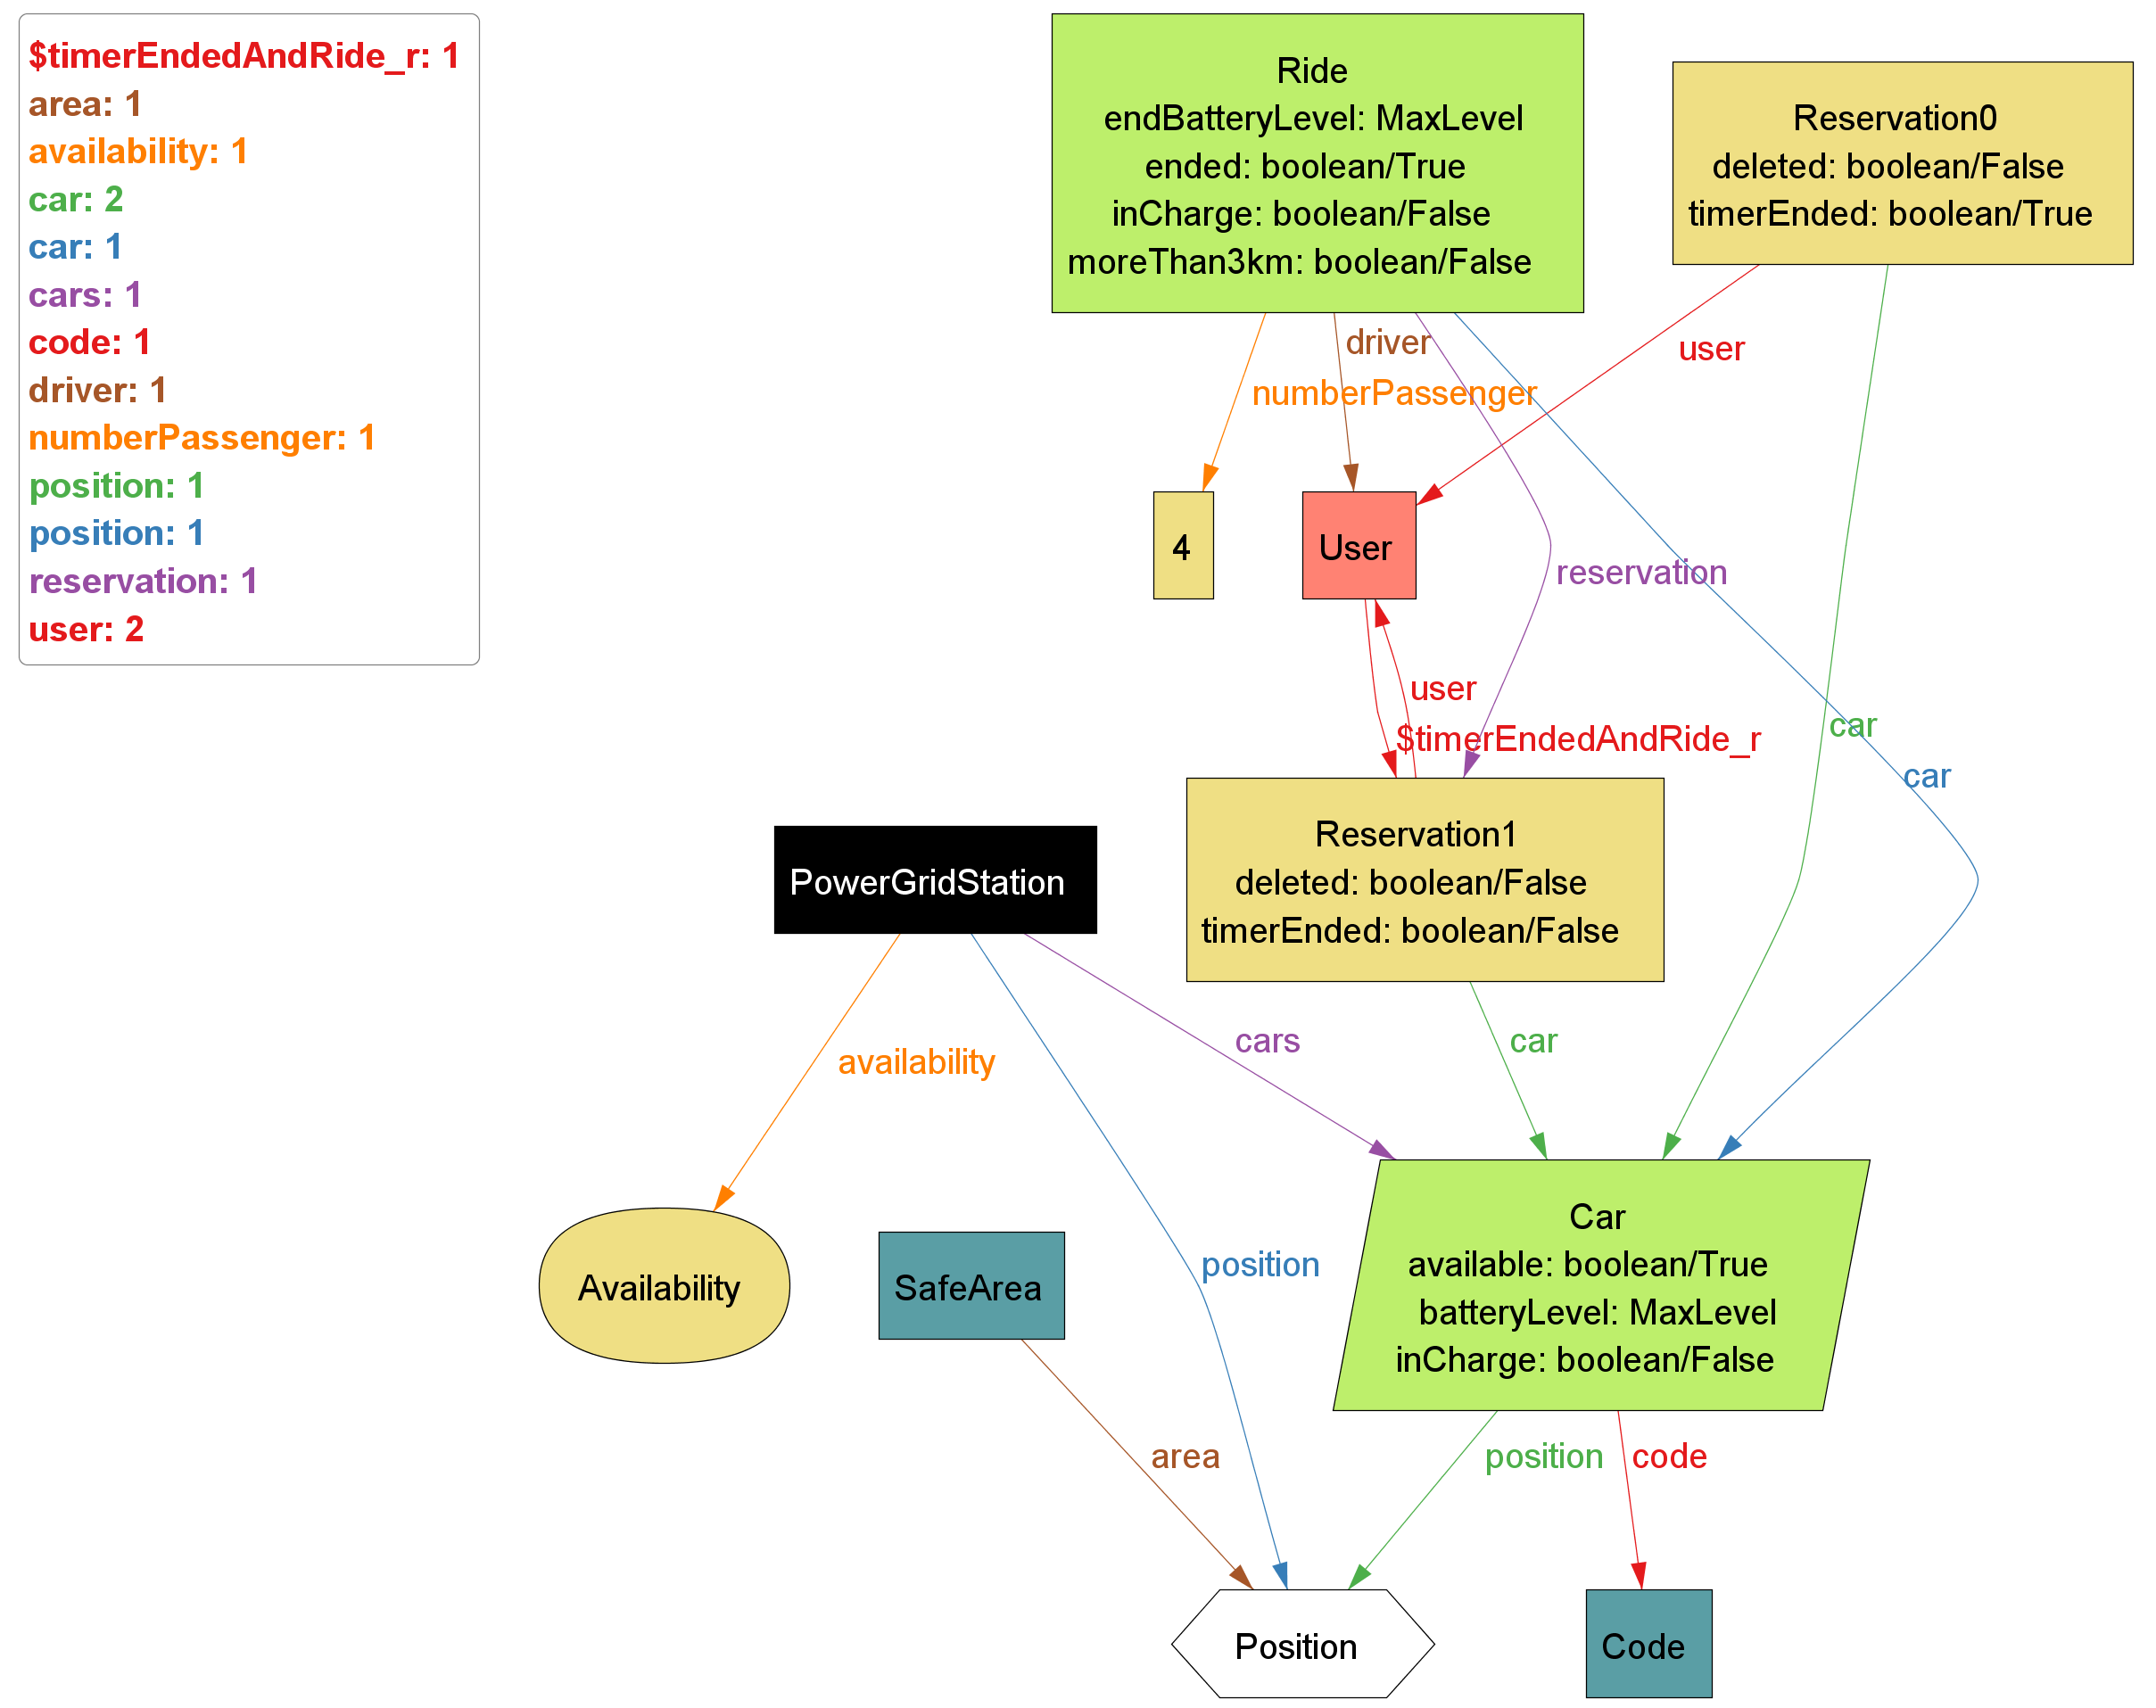 $timerEndedAndRide_r: 1
area: 1
availability: 1
car: 2
car: 1
cars: 1
code: 1
driver: 1
numberPassenger: 1
position: 1
position: 1
reservation: 1
user: 2
Ride
endBatteryLevel: MaxLevel
ended: boolean/True
inCharge: boolean/False
moreThan3km: boolean/False
Reservation0
deleted: boolean/False
timerEnded: boolean/True
driver
user
numberPassenger
4
User
reservation
user
$timerEndedAndRide_r
car
car
Reservation1
deleted: boolean/False
timerEnded: boolean/False
PowerGridStation
cars
car
availability
position
Availability
SafeArea
Car
available: boolean/True
batteryLevel: MaxLevel
inCharge: boolean/False
area
position
code
Position
Code